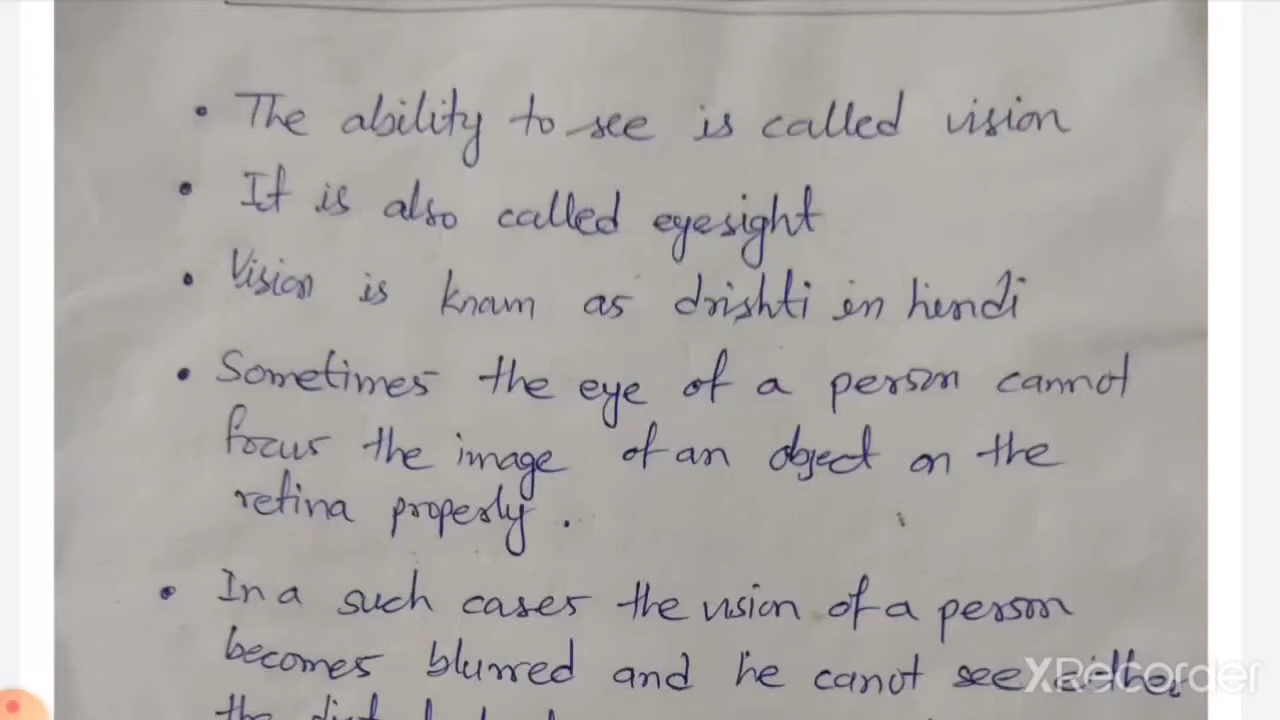 • The ability to see is called vision
• It is also called eyesight
• Vision is known as drishti in hindi
• Sometimes the eye of a person cannot
focus the image of an object on the
retina properly .
• In a such cases the vision of a person
becomes blurred and he canot see either
the
XRecorder